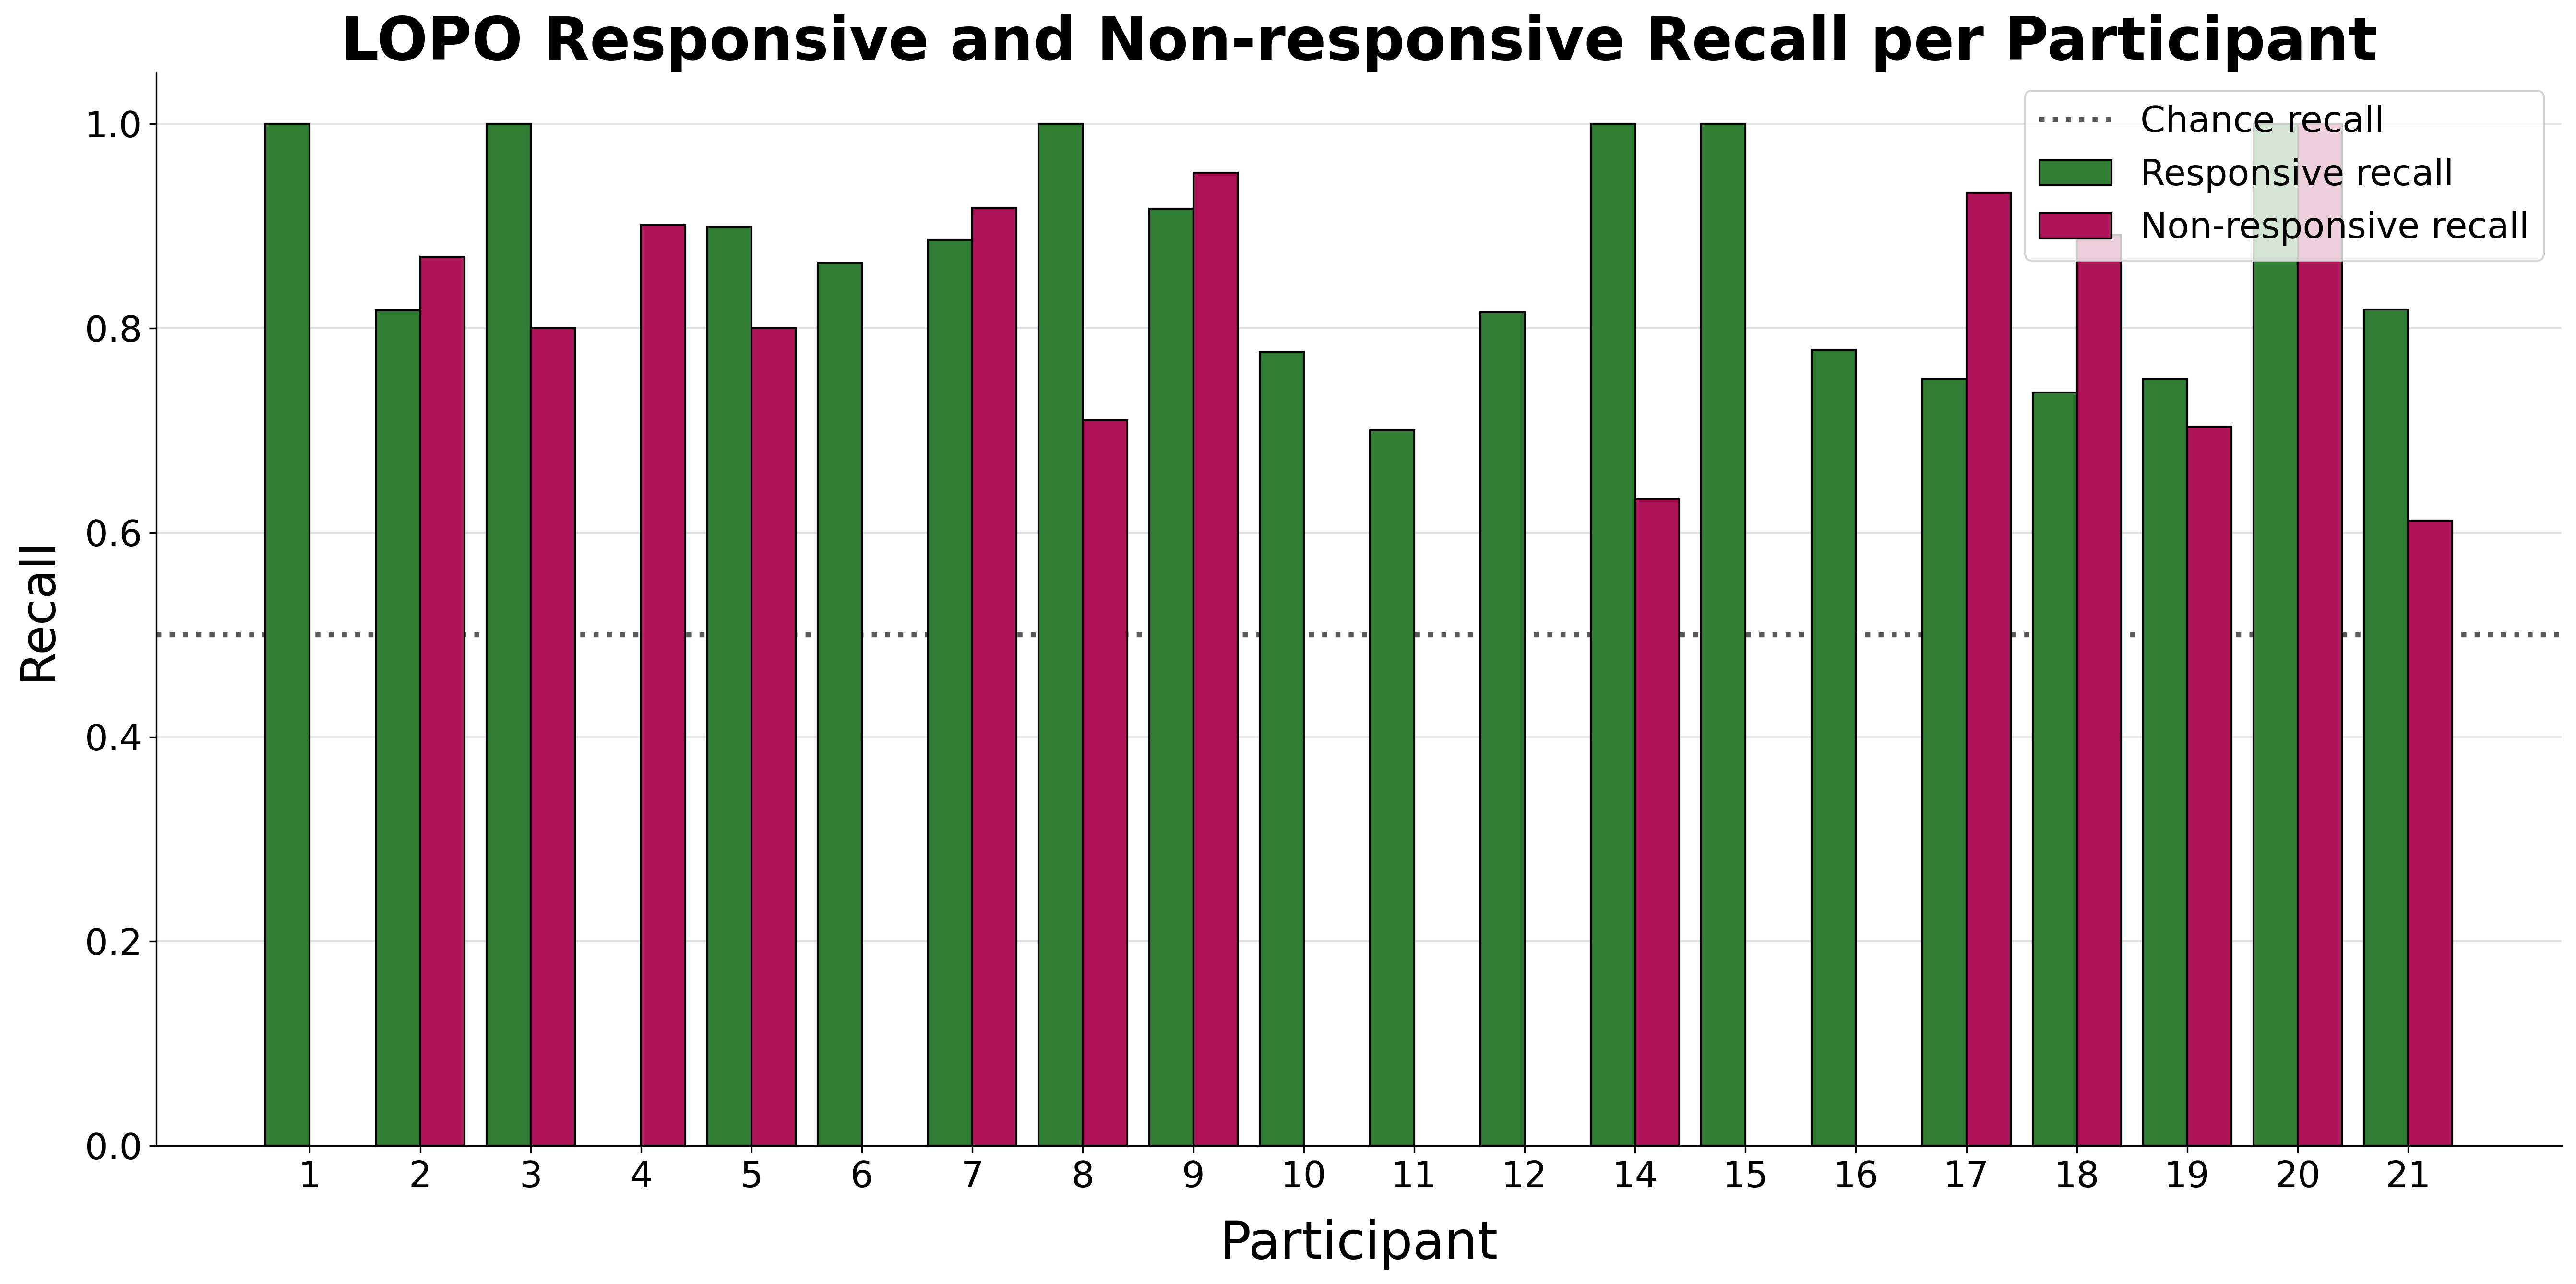 LOPO Responsive and Non-responsive Recall per Participant
Chance recall
Responsive recall
Non-responsive recall
1.0
0.8
0.6
0.4
0.2
0.0
Recall
1 2 3 4 5 6 7 8 9 10 11 12 14 15 16 17 18 19 20 21
Participant